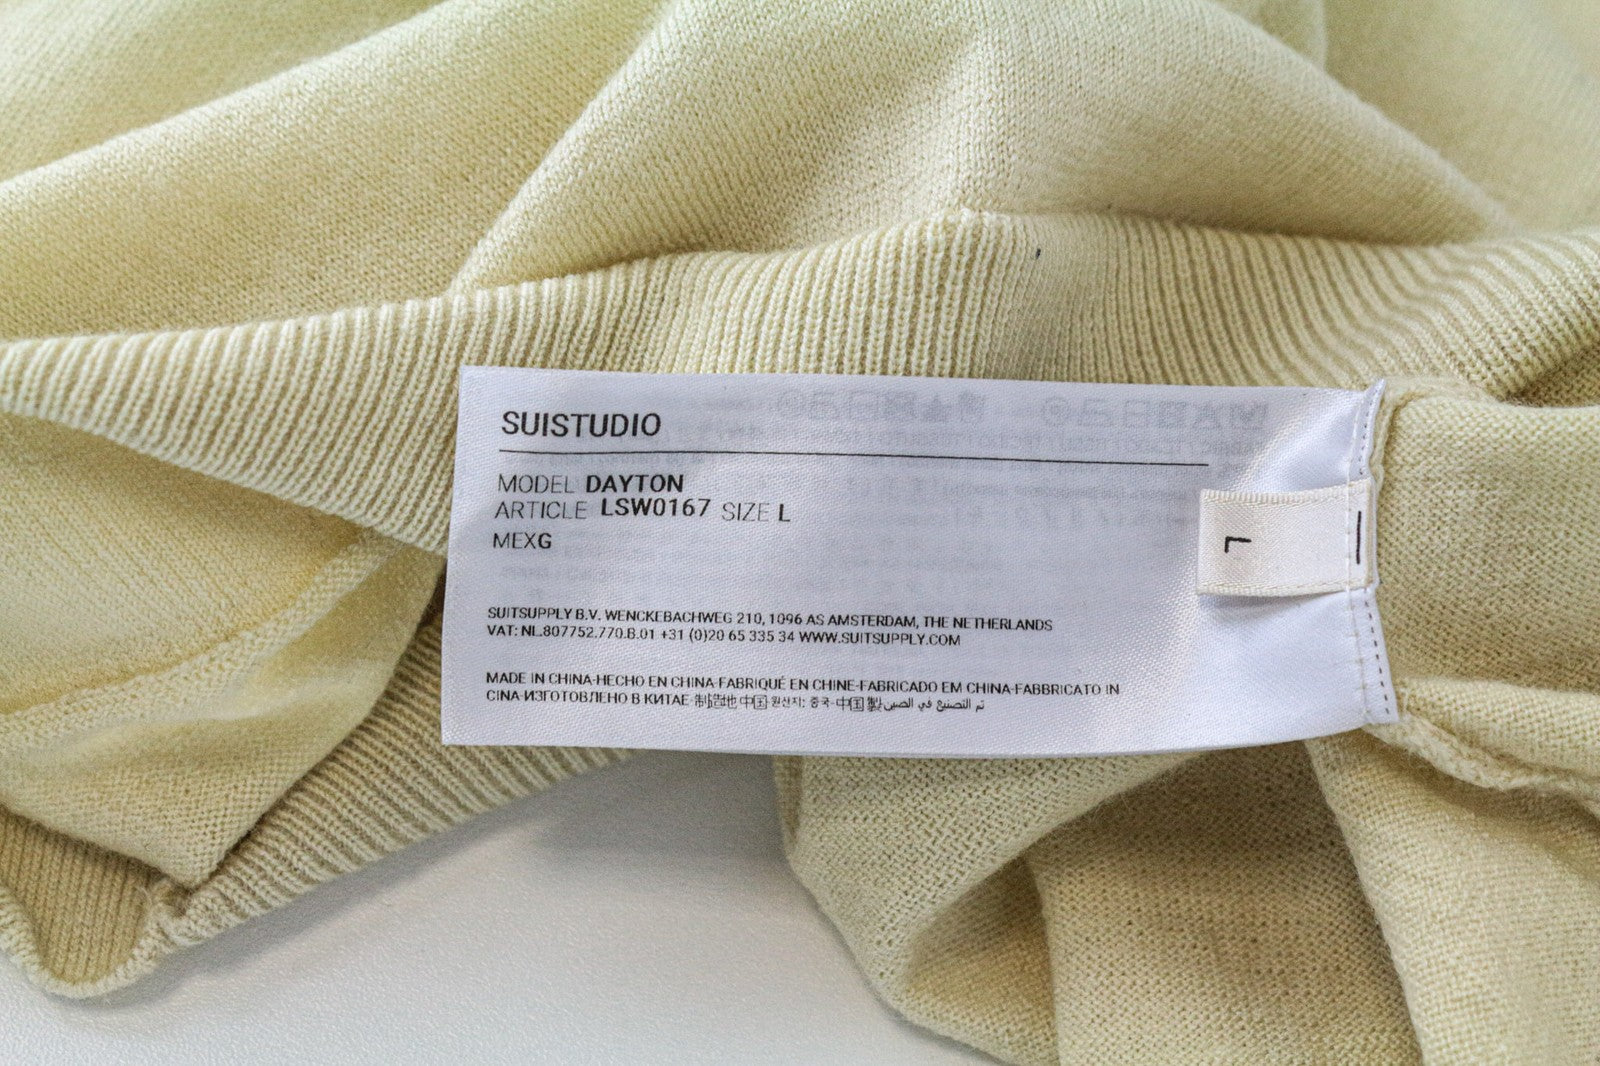 SUISTUDIO
MODEL DAYTON
ARTICLE LSW0167 SIZE L
MEXG
SUITSUPPLY B.V. WENCKEBACHWEG 210, 1096 AS AMSTERDAM, THE NETHERLANDS
VAT: NL.807752.770.B.01 +31 (0)20 65 335 34 WWW.SUITSUPPLY.COM
MADE IN CHINA-HECHO EN CHINA-FABRIQUÉ EN CHINE-FABRICADO EM CHINA-FABBRICATO IN
CINA-ИЗГОТОВЛЕНО В КИТАЕ-制造地 中国 원산지: 중국-中国製 تم التصنيع في الصين
L